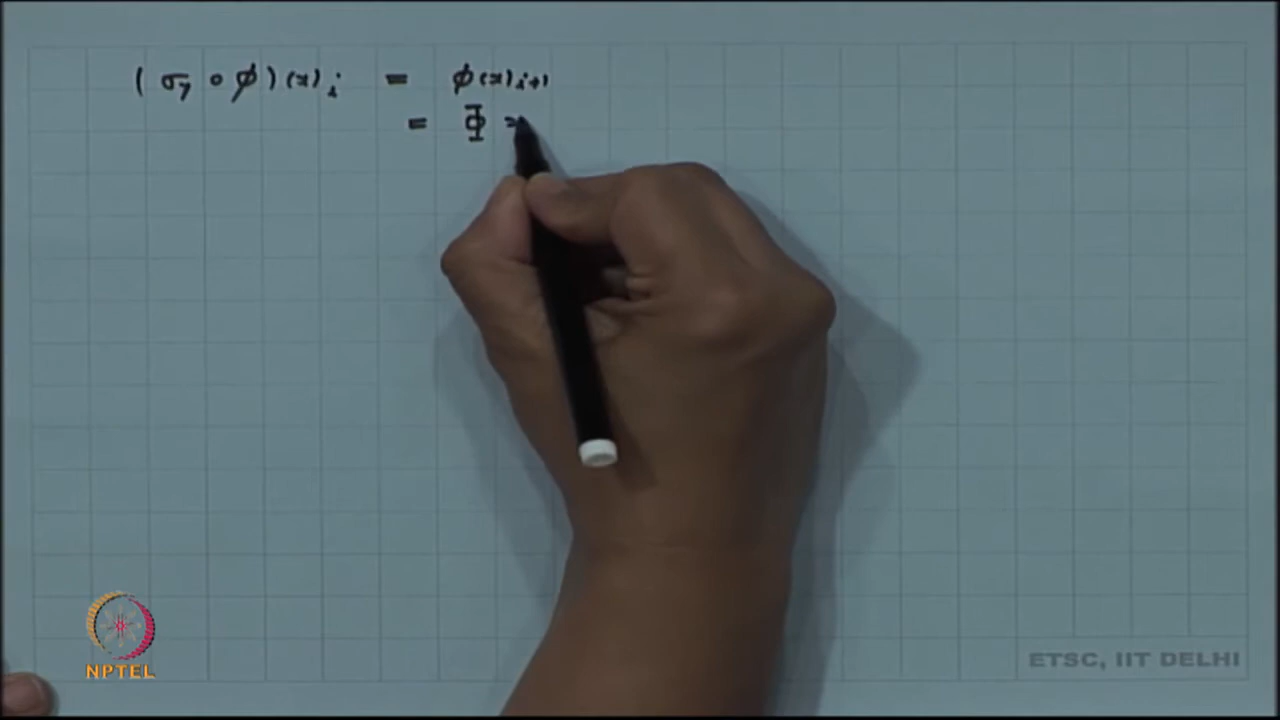 (σ_Y ∘ φ)(x)_i = φ(x)_{i+1}
= Φ x
NPTEL
ETSC, IIT DELHI